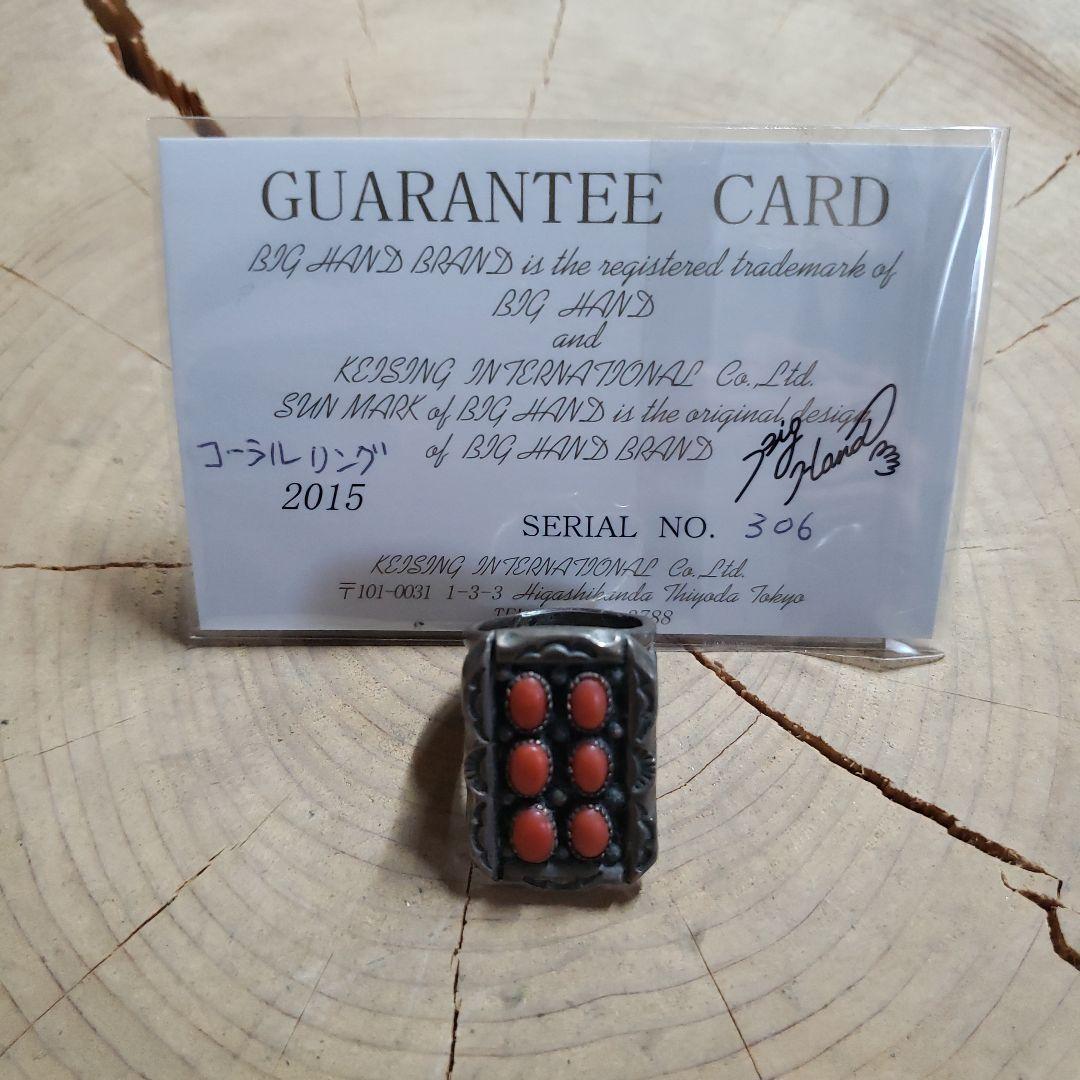 GUARANTEE CARD
BIG HAND BRAND is the registered trademark of
BIG HAND
and
KEISING INTERNATIONAL Co.,Ltd.
SUN MARK of BIG HAND is the original design
of BIG HAND BRAND
Big Hand
コーラルリング
2015
SERIAL NO. 306
KEISING INTERNATIONAL Co.,Ltd.
〒101-0031 1-3-3 Higashikanda Thiyoda Tokyo